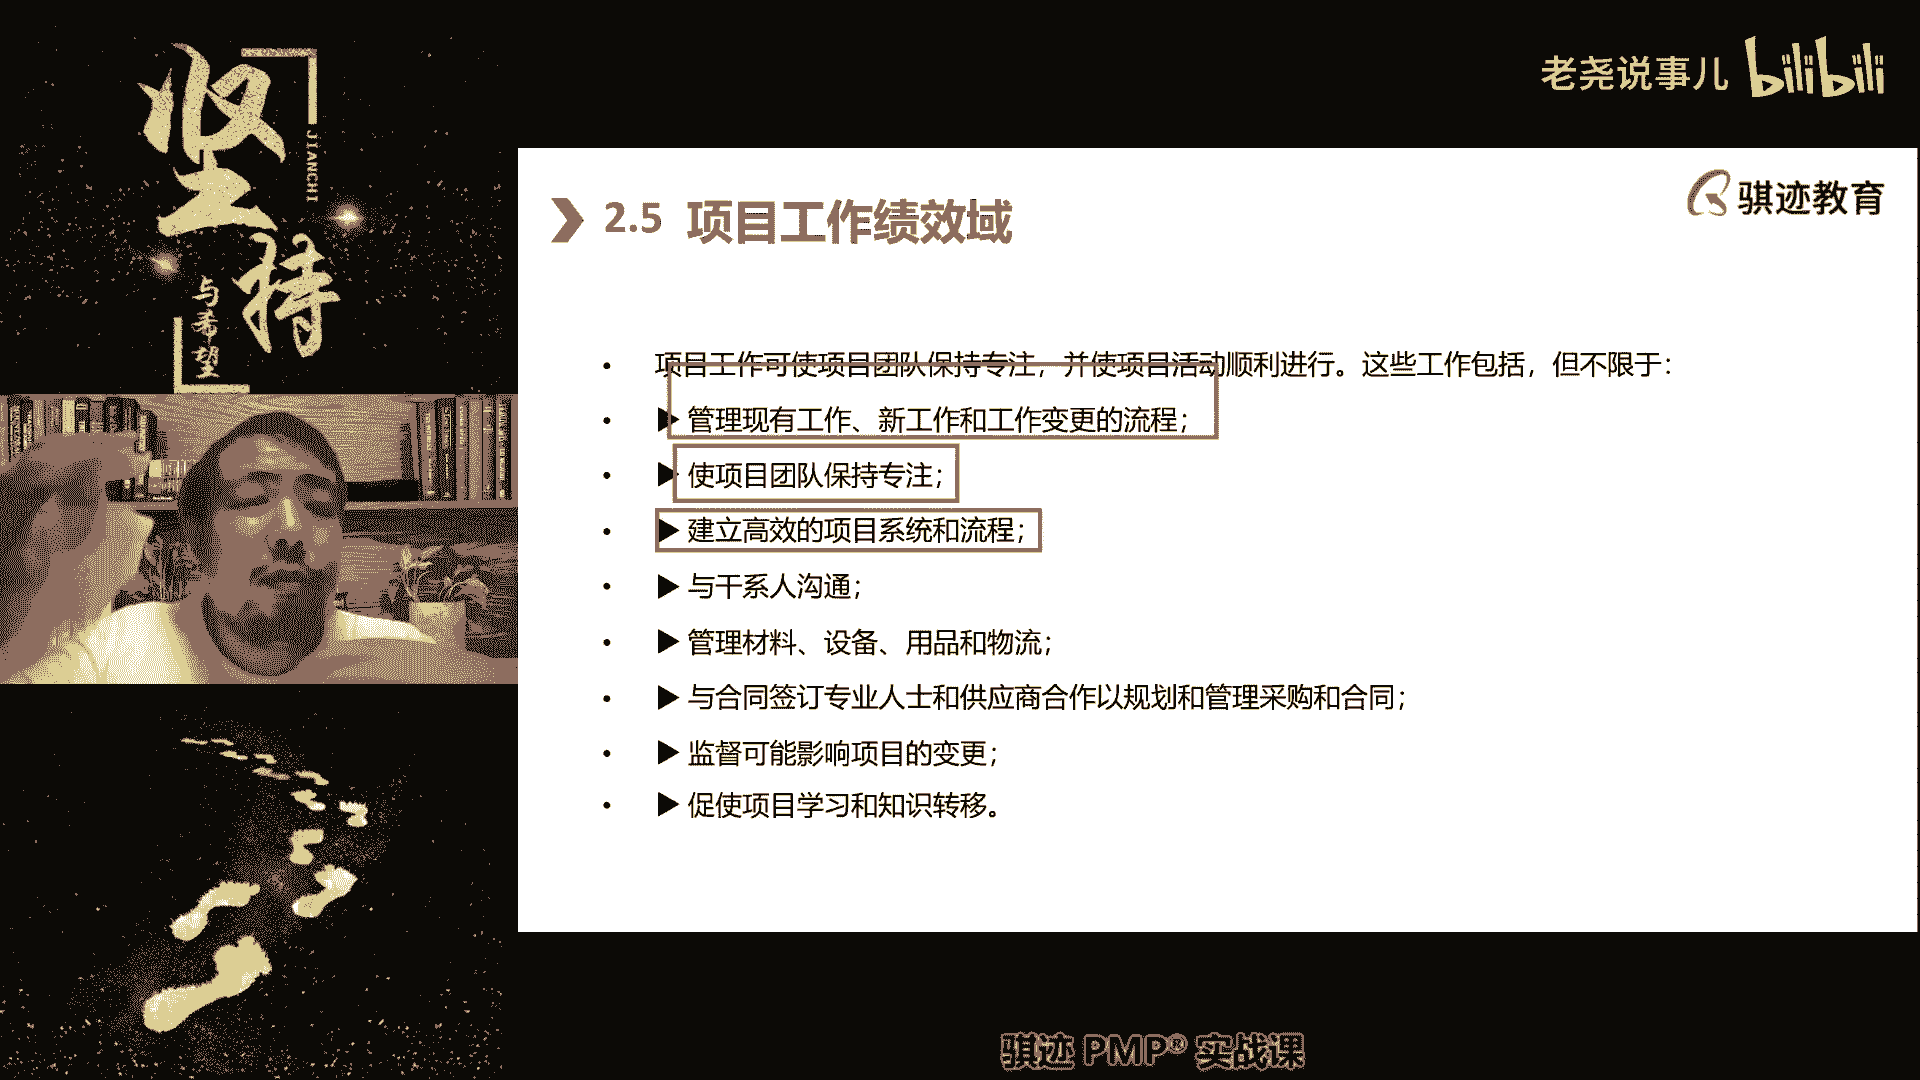 坚持
JIANCHI
与希望
老尧说事儿 bilibili
骐迹教育
2.5 项目工作绩效域
• 项目工作可使项目团队保持专注，并使项目活动顺利进行。这些工作包括，但不限于：
• ▶ 管理现有工作、新工作和工作变更的流程；
• ▶ 使项目团队保持专注；
• ▶ 建立高效的项目系统和流程；
• ▶ 与干系人沟通；
• ▶ 管理材料、设备、用品和物流；
• ▶ 与合同签订专业人士和供应商合作以规划和管理采购和合同；
• ▶ 监督可能影响项目的变更；
• ▶ 促使项目学习和知识转移。
骐迹 PMP® 实战课